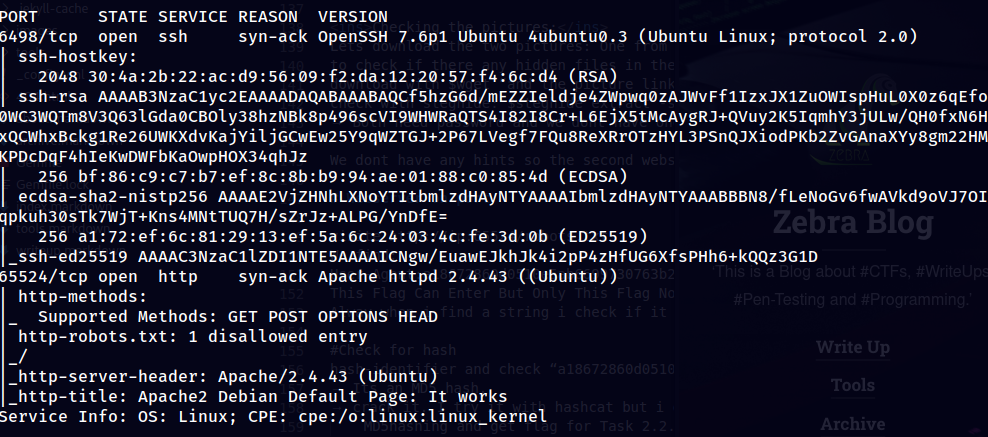 PORT      STATE SERVICE REASON  VERSION
6498/tcp  open  ssh     syn-ack OpenSSH 7.6p1 Ubuntu 4ubuntu0.3 (Ubuntu Linux; protocol 2.0)
| ssh-hostkey:
|   2048 30:4a:2b:22:ac:d9:56:09:f2:da:12:20:57:f4:6c:d4 (RSA)
| ssh-rsa AAAAB3NzaC1yc2EAAAADAQABAAABAQCf5hzG6d/mEZZIeldje4ZWpwq0zAJWvFf1IzxJX1ZuOWIspHuL0X0z6qEfo
0WC3WQTm8V3Q63lGda0CBOly38hzNBk8p496scVI9WHWRaQTS4I82I8Cr+L6EjX5tMcAygRJ+QVuy2K5IqmhY3jULw/QH0fxN6H
xQCWhxBckg1Re26UWKXdvKajYiljGCwEw25Y9qWZTGJ+2P67LVegf7FQu8ReXRrOTzHYL3PSnQJXiodPKb2ZvGAnaXYy8gm22HM
KPDcDqF4hIeKwDWFbKaOwpHOX34qhJz
|   256 bf:86:c9:c7:b7:ef:8c:8b:b9:94:ae:01:88:c0:85:4d (ECDSA)
| ecdsa-sha2-nistp256 AAAAE2VjZHNhLXNoYTItbmlzdHAyNTYAAAAIbmlzdHAyNTYAAABBBN8/fLeNoGv6fwAVkd9oVJ7OI
qpkuh30sTk7WjT+Kns4MNtTUQ7H/sZrJz+ALPG/YnDfE=
|   256 a1:72:ef:6c:81:29:13:ef:5a:6c:24:03:4c:fe:3d:0b (ED25519)
|_ssh-ed25519 AAAAC3NzaC1lZDI1NTE5AAAAICNgw/EuawEJkhJk4i2pP4zHfUG6XfsPHh6+kQQz3G1D
65524/tcp open  http    syn-ack Apache httpd 2.4.43 ((Ubuntu))
| http-methods:
|_  Supported Methods: GET POST OPTIONS HEAD
| http-robots.txt: 1 disallowed entry
|_/
|_http-server-header: Apache/2.4.43 (Ubuntu)
|_http-title: Apache2 Debian Default Page: It works
Service Info: OS: Linux; CPE: cpe:/o:linux:linux_kernel
Zebra Blog
'This is a Blog about #CTFs, #WriteUps
#Pen-Testing and #Programming.'
Write Up
Tools
Archive